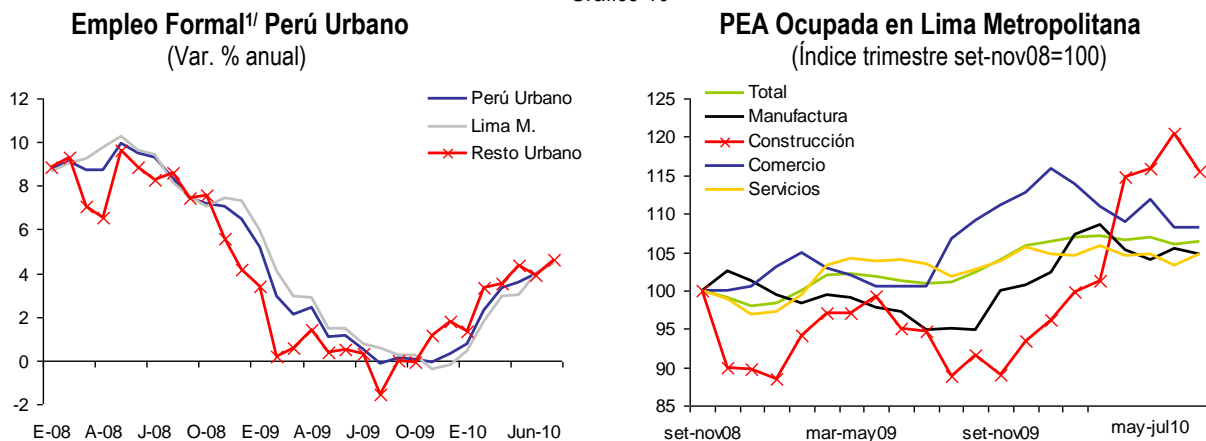 Empleo Formal1/ Perú Urbano
(Var. % anual)
12
10
8
6
4
2
0
-2
Perú Urbano
Lima M.
Resto Urbano
E-08 A-08 J-08 O-08 E-09 A-09 J-09 O-09 E-10 Jun-10
PEA Ocupada en Lima Metropolitana
(Índice trimestre set-nov08=100)
125
120
115
110
105
100
95
90
85
Total
Manufactura
Construcción
Comercio
Servicios
set-nov08 mar-may09 set-nov09 may-jul10